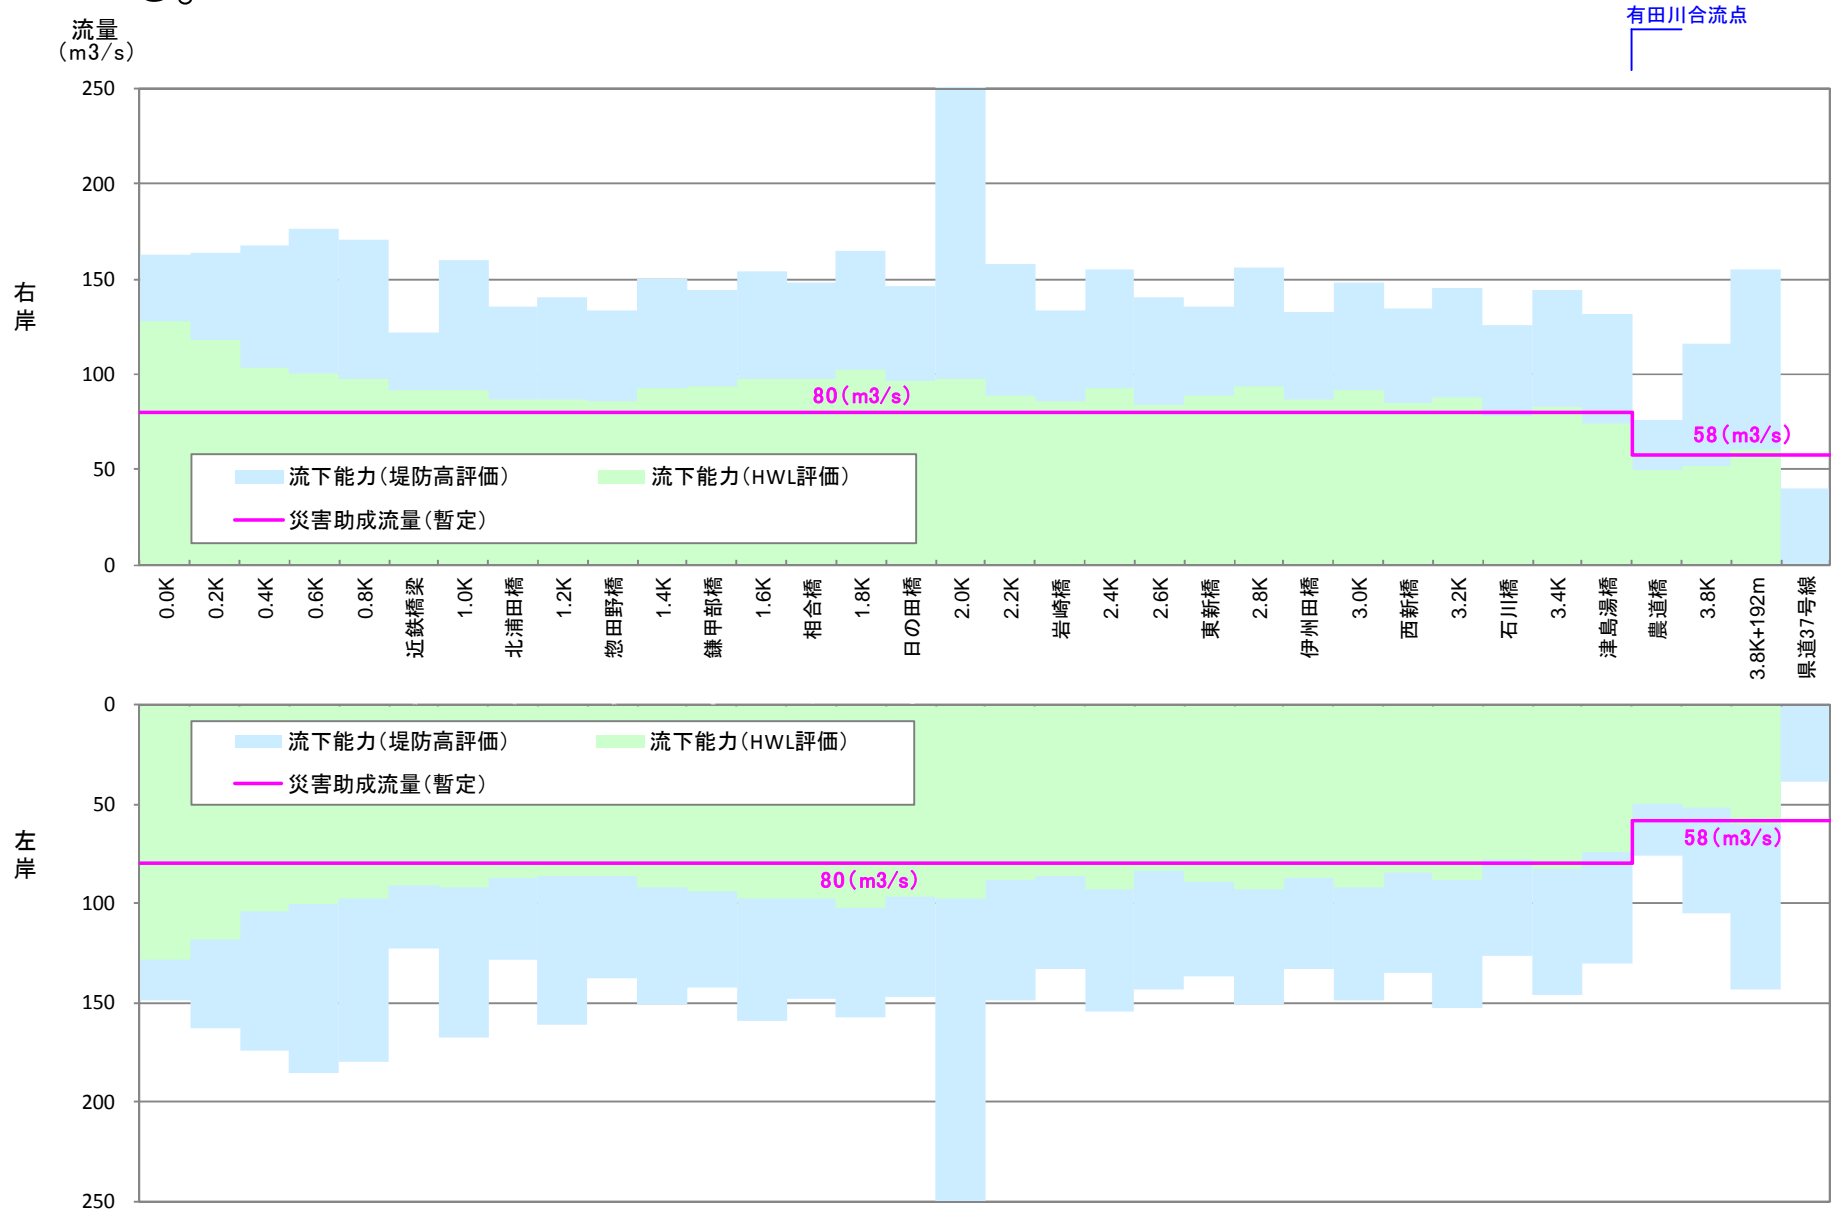 る。
流量
(m3/s)
有田川合流点
250
200
150
100
50
0
右岸
80(m3/s)
58(m3/s)
流下能力(堤防高評価)
流下能力(HWL評価)
災害助成流量(暫定)
0.0K
0.2K
0.4K
0.6K
0.8K
近鉄橋梁
1.0K
北浦田橋
1.2K
惣田野橋
1.4K
鎌甲部橋
1.6K
相合橋
1.8K
日の田橋
2.0K
2.2K
岩崎橋
2.4K
2.6K
東新橋
2.8K
伊州田橋
3.0K
西新橋
3.2K
石川橋
3.4K
津島湯橋
農道橋
3.8K
3.8K+192m
県道37号線
0
50
100
150
200
250
左岸
流下能力(堤防高評価)
流下能力(HWL評価)
災害助成流量(暫定)
80(m3/s)
58(m3/s)